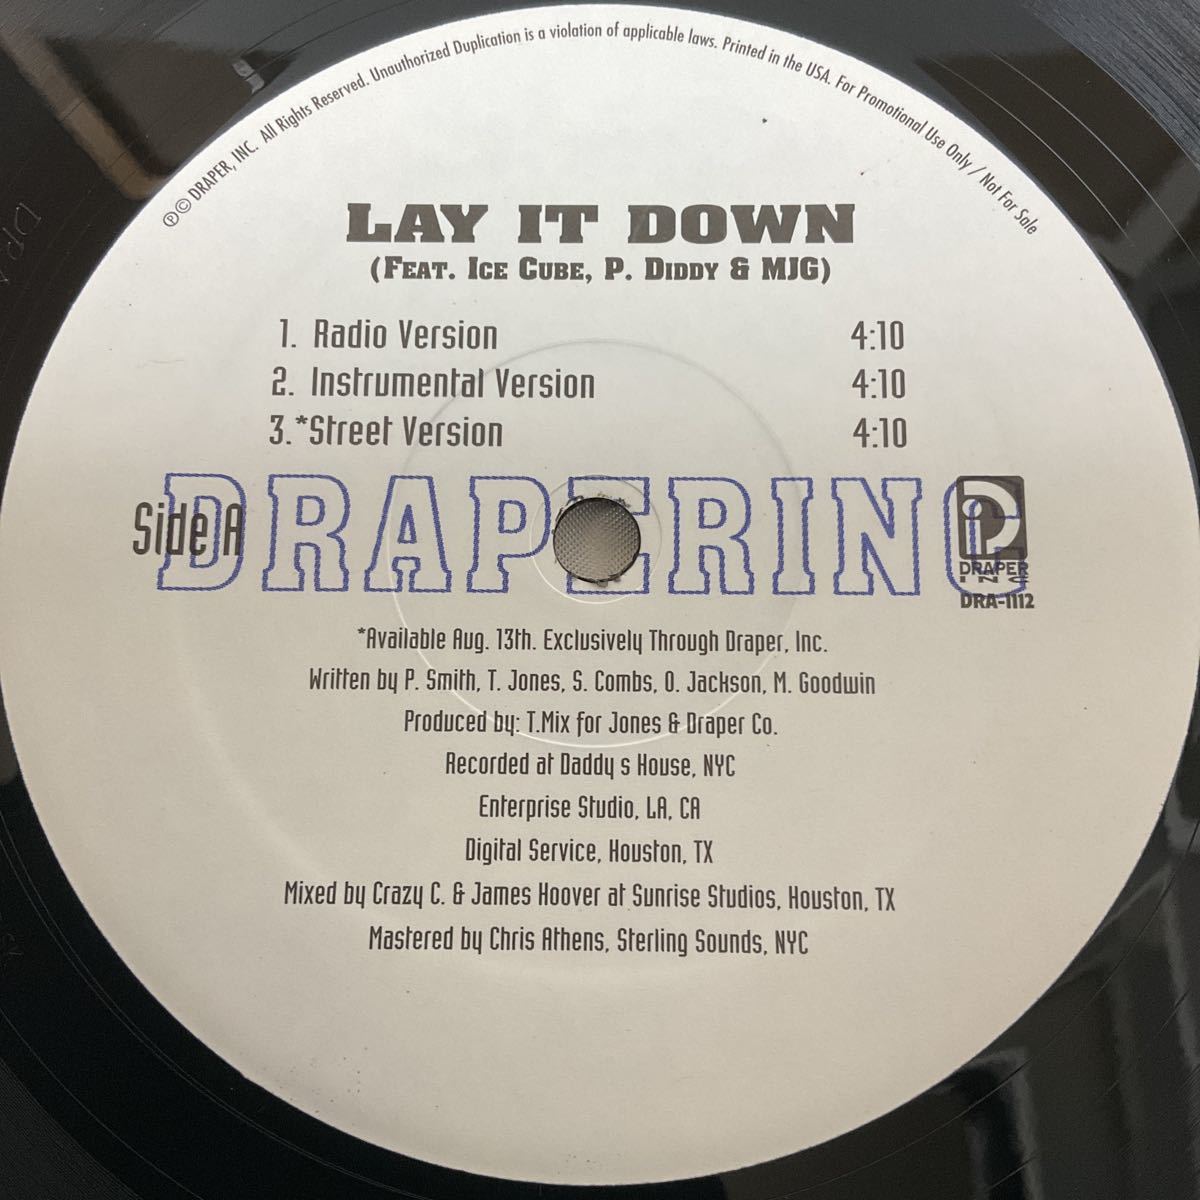 ℗© DRAPER, INC. All Rights Reserved. Unauthorized Duplication is a violation of applicable laws. Printed in the USA. For Promotional Use Only / Not For Sale
LAY IT DOWN
(FEAT. ICE CUBE, P. DIDDY & MJG)
1. Radio Version 4:10
2. Instrumental Version 4:10
3.*Street Version 4:10
DRAPERINC
Side A
DRAPER
INC
DRA-1112
*Available Aug. 13th. Exclusively Through Draper, Inc.
Written by P. Smith, T. Jones, S. Combs, O. Jackson, M. Goodwin
Produced by: T.Mix for Jones & Draper Co.
Recorded at Daddy s House, NYC
Enterprise Studio, LA, CA
Digital Service, Houston, TX
Mixed by Crazy C. & James Hoover at Sunrise Studios, Houston, TX
Mastered by Chris Athens, Sterling Sounds, NYC